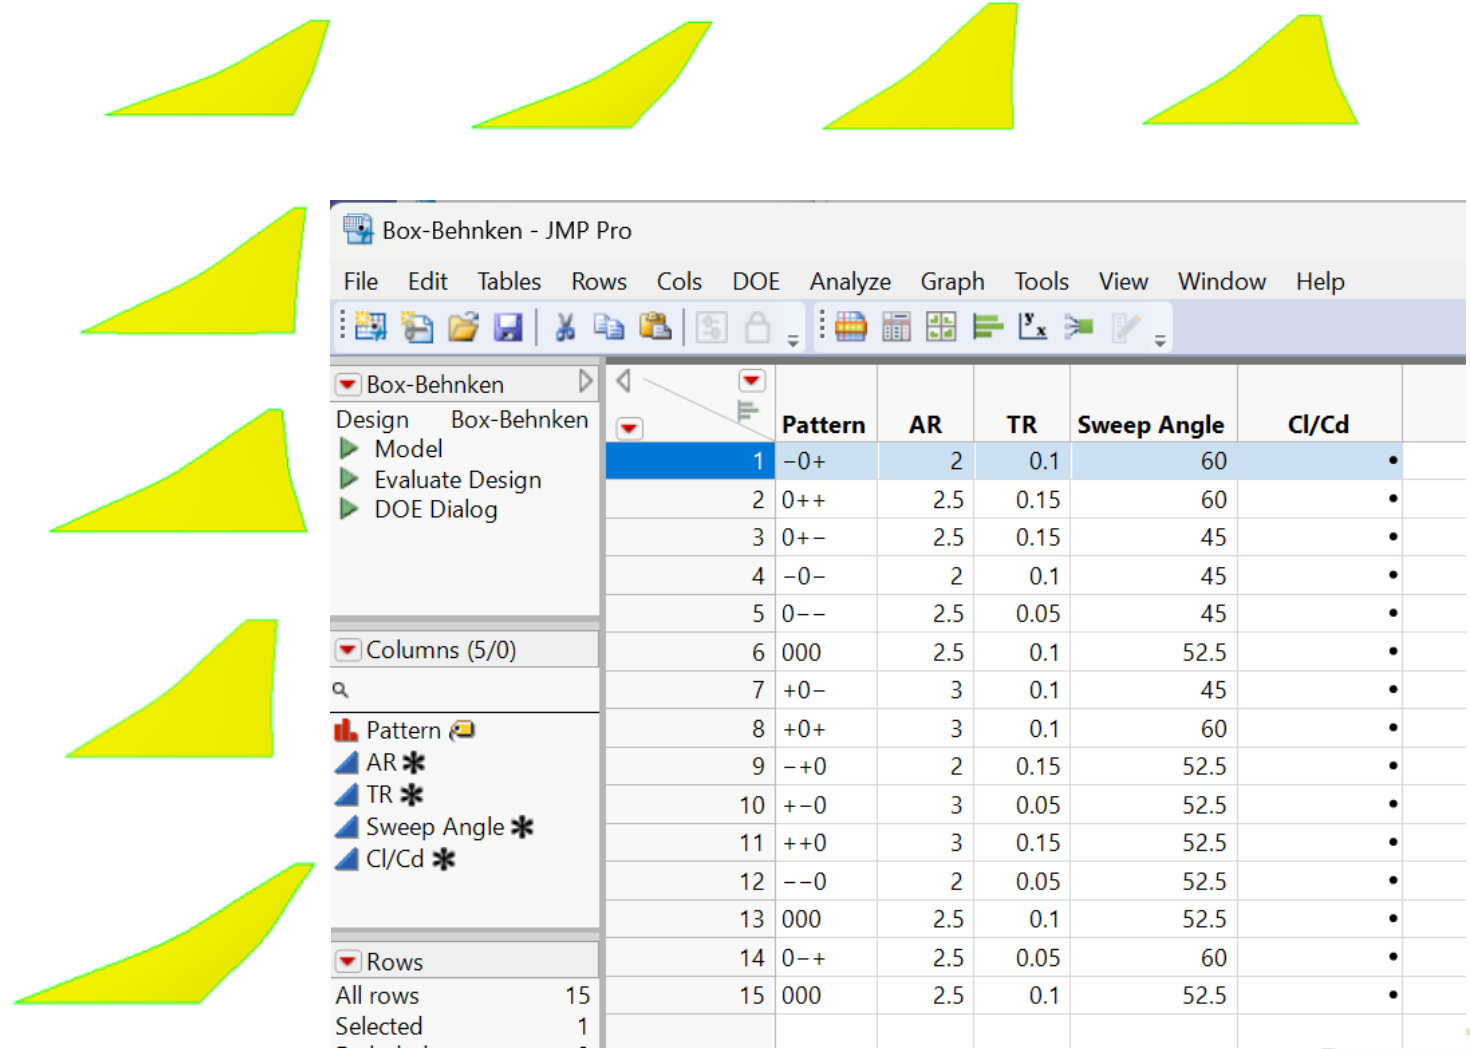 Box-Behnken - JMP Pro
File Edit Tables Rows Cols DOE Analyze Graph Tools View Window Help
Box-Behnken
Design Box-Behnken
Model
Evaluate Design
DOE Dialog
Columns (5/0)
Pattern
AR
TR
Sweep Angle
Cl/Cd
Rows
All rows 15
Selected 1
Pattern AR TR Sweep Angle Cl/Cd
1 −0+ 2 0.1 60 •
2 0++ 2.5 0.15 60 •
3 0+− 2.5 0.15 45 •
4 −0− 2 0.1 45 •
5 0−− 2.5 0.05 45 •
6 000 2.5 0.1 52.5 •
7 +0− 3 0.1 45 •
8 +0+ 3 0.1 60 •
9 −+0 2 0.15 52.5 •
10 +−0 3 0.05 52.5 •
11 ++0 3 0.15 52.5 •
12 −−0 2 0.05 52.5 •
13 000 2.5 0.1 52.5 •
14 0−+ 2.5 0.05 60 •
15 000 2.5 0.1 52.5 •